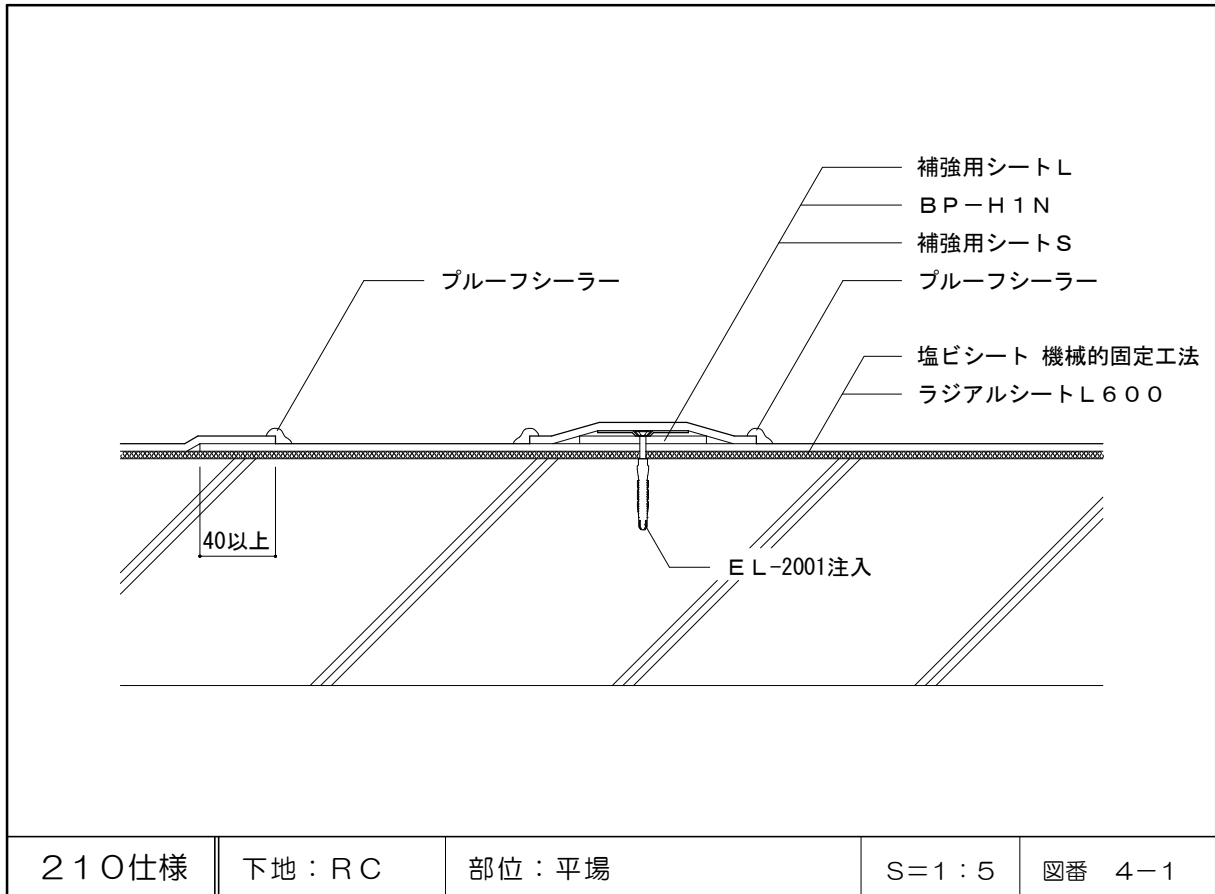 補強用シートL
BP-H1N
補強用シートS
プルーフシーラー
プルーフシーラー
塩ビシート 機械的固定工法
ラジアルシートL600
40以上
EL-2001注入
210仕様
下地:RC
部位:平場
S=1:5
図番 4-1